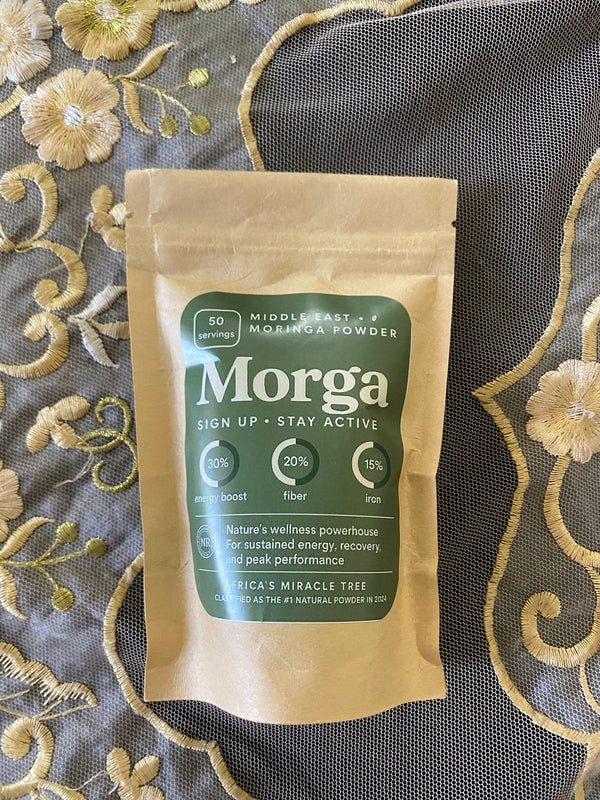 50
servings
MIDDLE EAST •
MORINGA POWDER
Morga
SIGN UP • STAY ACTIVE
30%
20%
15%
energy boost
fiber
iron
NR
Nature's wellness powerhouse
For sustained energy, recovery,
and peak performance
AFRICA'S MIRACLE TREE
CLASSIFIED AS THE #1 NATURAL POWDER IN 2024